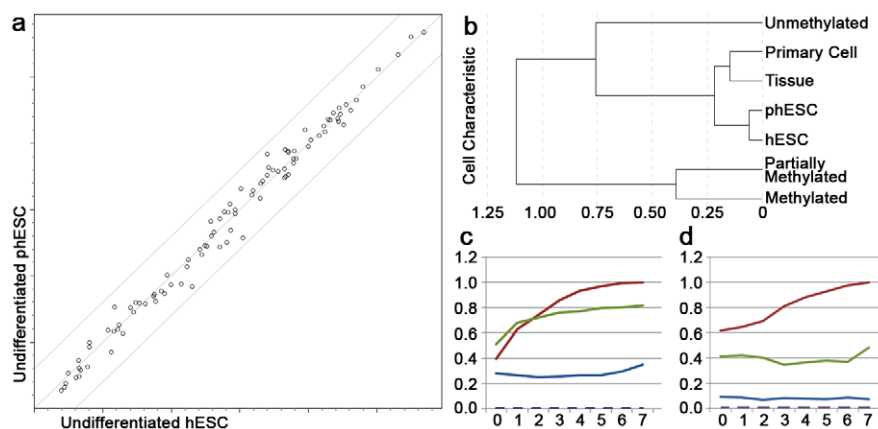 a
Undifferentiated phESC
Undifferentiated hESC
b
Cell Characteristic
Unmethylated
Primary Cell
Tissue
phESC
hESC
Partially
Methylated
Methylated
1.25 1.00 0.75 0.50 0.25 0
c
1.2
1.0
0.8
0.6
0.4
0.2
0.0
0 1 2 3 4 5 6 7
d
1.2
1.0
0.8
0.6
0.4
0.2
0.0
0 1 2 3 4 5 6 7